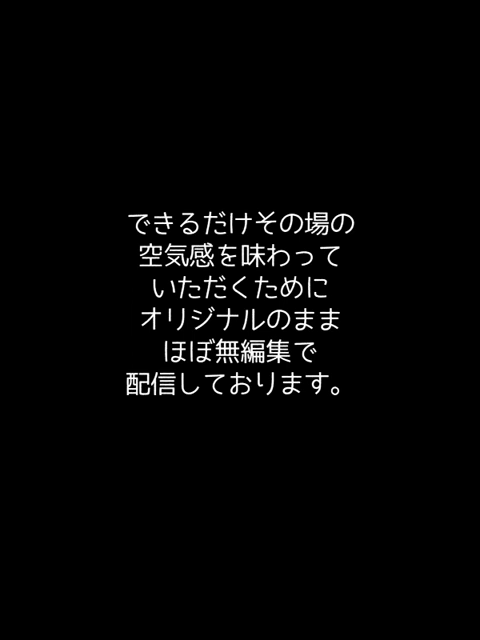 できるだけその場の
空気感を味わって
いただくために
オリジナルのまま
ほぼ無編集で
配信しております。